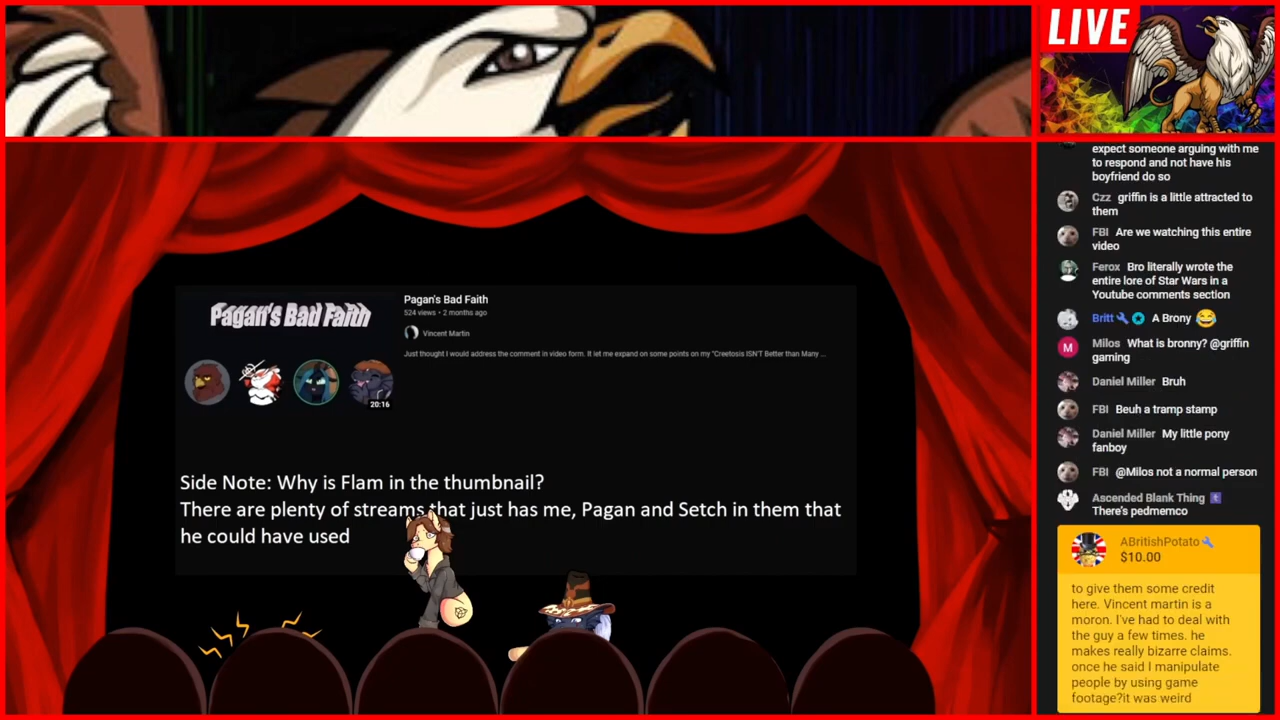 LIVE
Pagan's Bad Faith
Pagan's Bad Faith
524 views • 2 months ago
Vincent Martin
Just thought I would address the comment in video form. It let me expand on some points on my "Creetosis ISN'T Better than Many ...
20:16
Side Note: Why is Flam in the thumbnail?
There are plenty of streams that just has me, Pagan and Setch in them that
he could have used
expect someone arguing with me
to respond and not have his
boyfriend do so
Czz griffin is a little attracted to
them
FBI Are we watching this entire
video
Ferox Bro literally wrote the
entire lore of Star Wars in a
Youtube comments section
Britt A Brony 😂
Milos What is bronny? @griffin
gaming
Daniel Miller Bruh
FBI Beuh a tramp stamp
Daniel Miller My little pony
fanboy
FBI @Milos not a normal person
Ascended Blank Thing
There's pedmemco
ABritishPotato
$10.00
to give them some credit
here. Vincent martin is a
moron. I've had to deal with
the guy a few times. he
makes really bizarre claims.
once he said I manipulate
people by using game
footage?it was weird